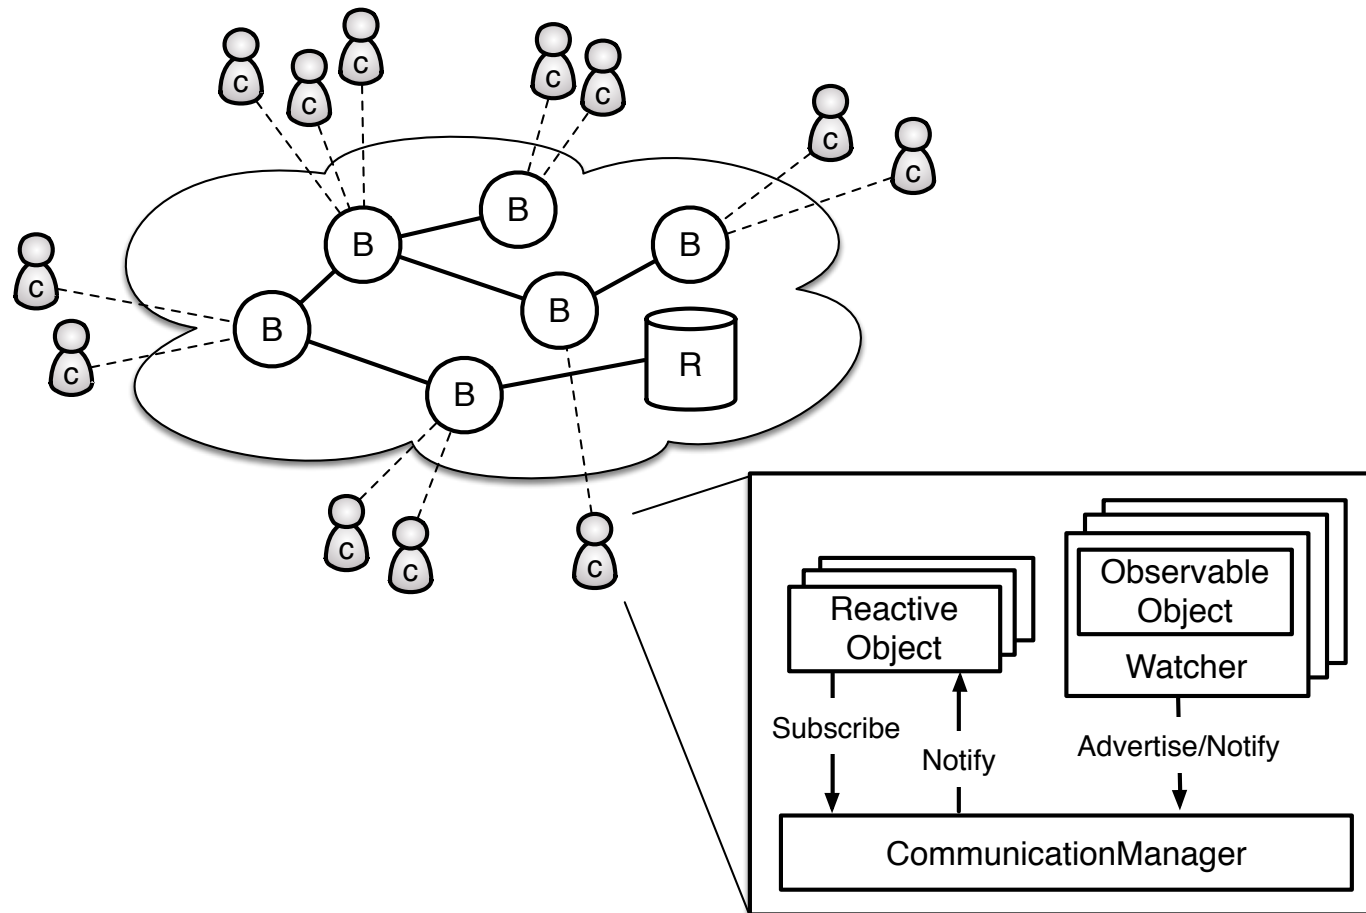 C
C
C
C
C
C
C
B
B
B
B
C
C
B
B
R
C
C
C
Reactive
Object
Observable
Object
Watcher
Subscribe
Notify
Advertise/Notify
CommunicationManager